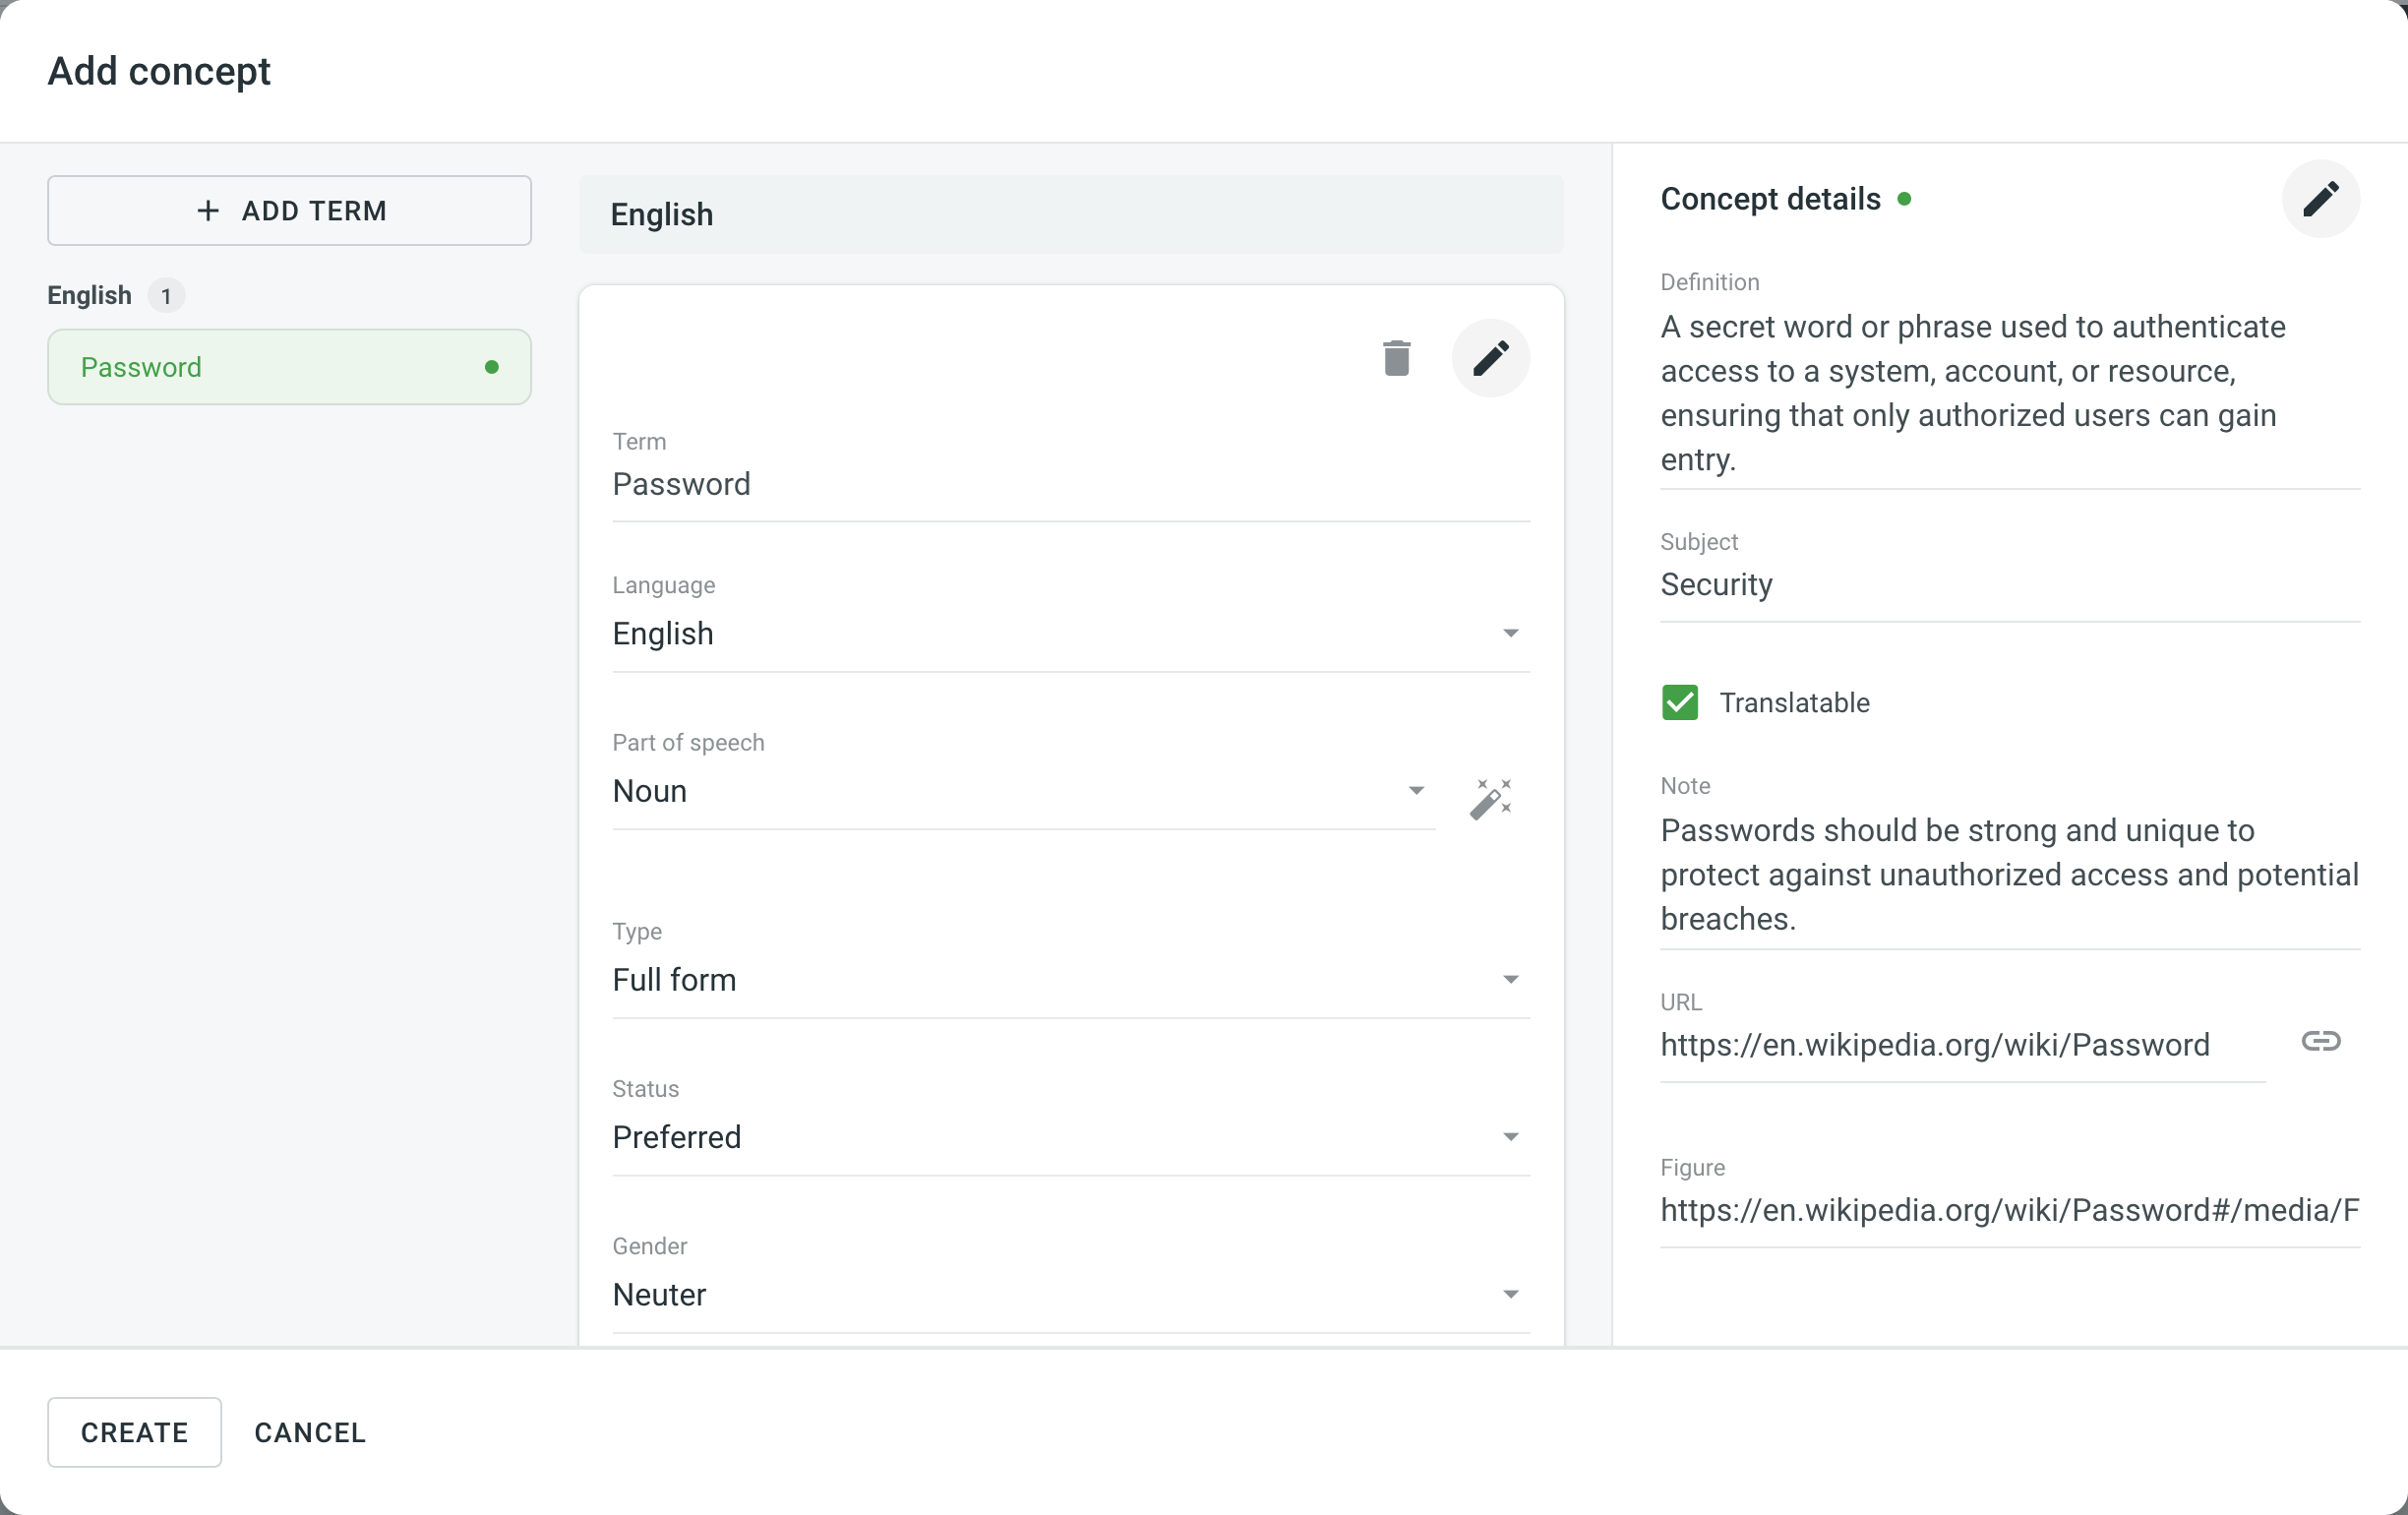 Add concept
ADD TERM
English 1
Password
English
Term
Password
Language
English
Part of speech
Noun
Type
Full form
Status
Preferred
Gender
Neuter
Concept details
Definition
A secret word or phrase used to authenticate
access to a system, account, or resource,
ensuring that only authorized users can gain
entry.
Subject
Security
Translatable
Note
Passwords should be strong and unique to
protect against unauthorized access and potential
breaches.
URL
https://en.wikipedia.org/wiki/Password
Figure
https://en.wikipedia.org/wiki/Password#/media/F
CREATE CANCEL